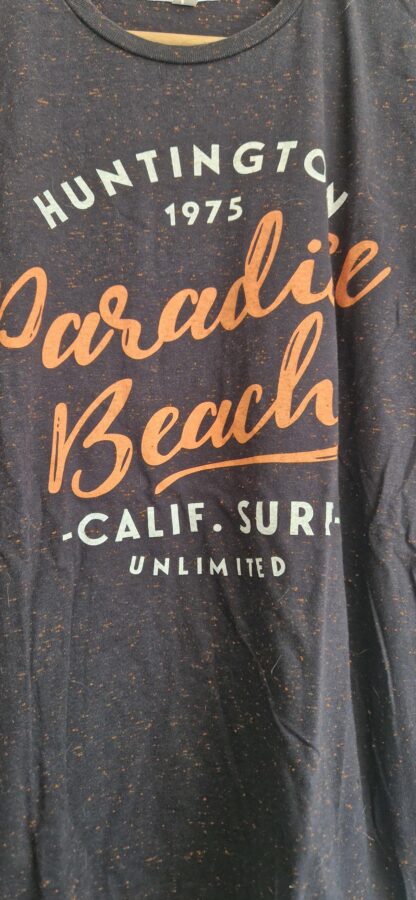 HUNTINGTON
1975
Paradise
Beach
-CALIF. SURF-
UNLIMITED